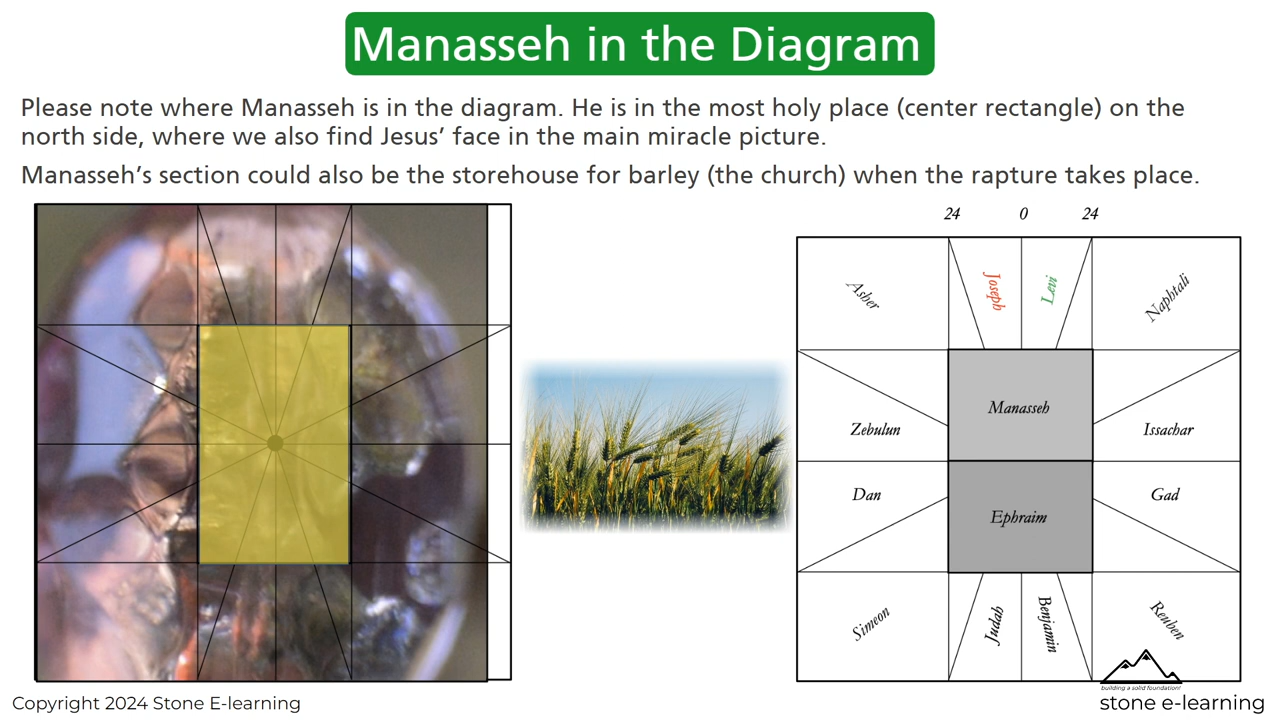 Manasseh in the Diagram
Please note where Manasseh is in the diagram. He is in the most holy place (center rectangle) on the
north side, where we also find Jesus’ face in the main miracle picture.
Manasseh’s section could also be the storehouse for barley (the church) when the rapture takes place.
24 0 24
Asher
Joseph
Levi
Naphtali
Manasseh
Zebulun
Issachar
Dan
Gad
Ephraim
Simeon
Judah
Benjamin
Reuben
building a solid foundation!
stone e-learning
Copyright 2024 Stone E-learning